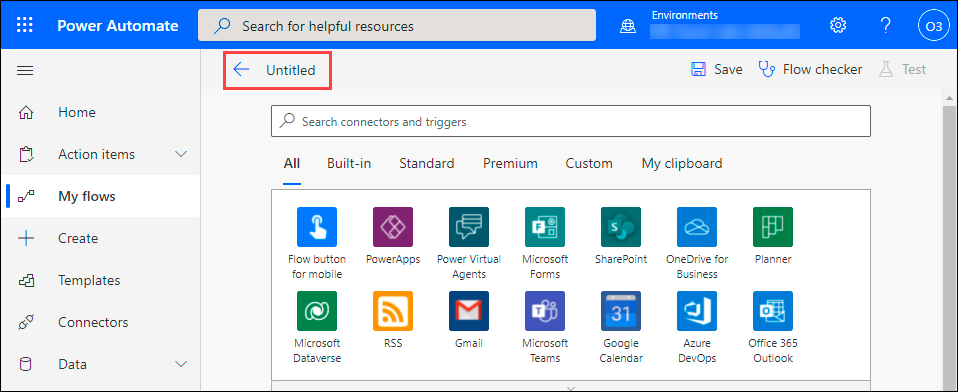 Power Automate
Search for helpful resources
Environments
?
O3
Untitled
Save
Flow checker
Test
Home
Action items
My flows
Create
Templates
Connectors
Data
Search connectors and triggers
All Built-in Standard Premium Custom My clipboard
Flow button
for mobile
PowerApps
Power Virtual
Agents
Microsoft
Forms
SharePoint
OneDrive for
Business
Planner
Microsoft
Dataverse
RSS
Gmail
Microsoft
Teams
31
Google
Calendar
Azure
DevOps
Office 365
Outlook